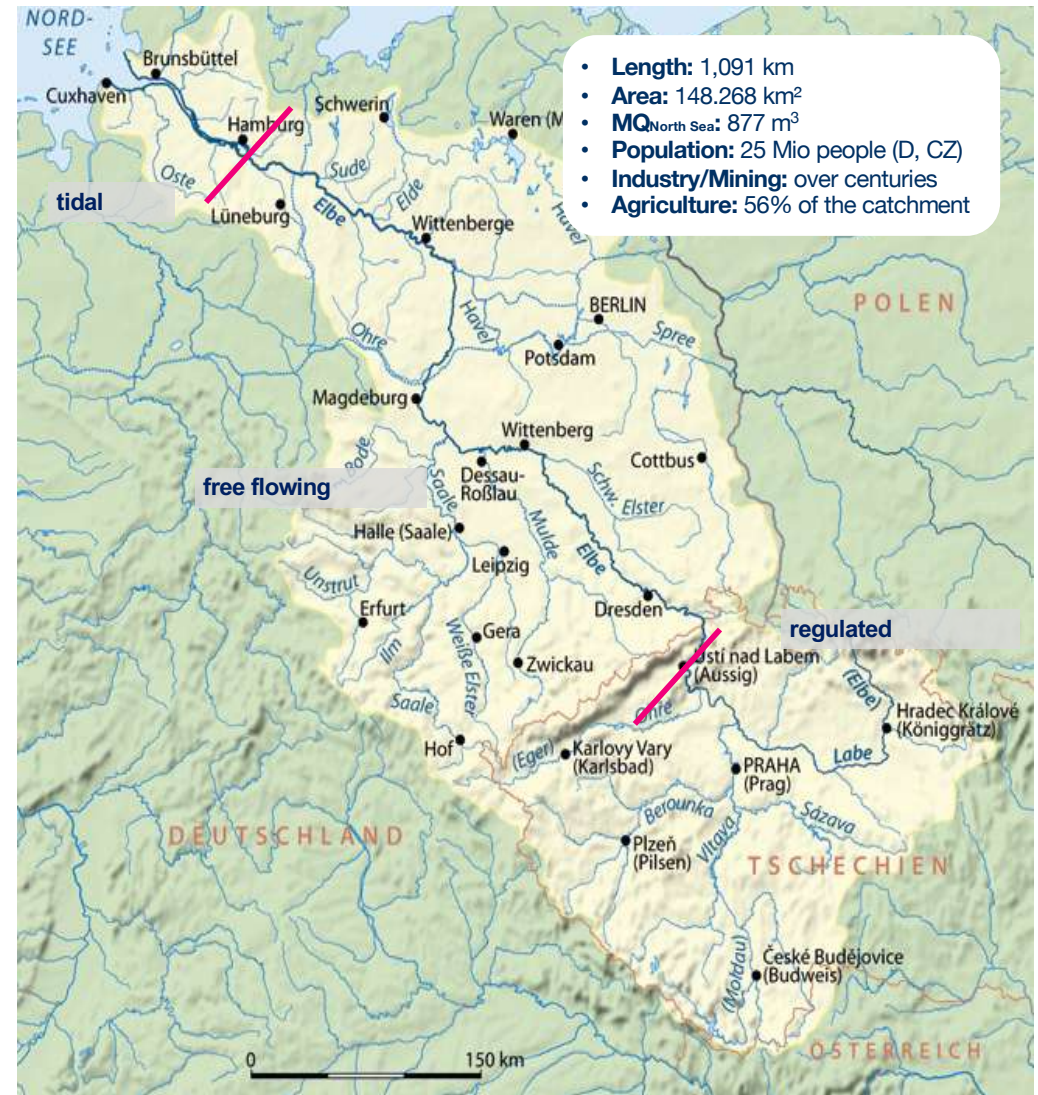 NORD-
SEE
Brunsbüttel
Cuxhaven
Hamburg
Schwerin
Waren (M
• Length: 1,091 km
• Area: 148.268 km²
• MQNorth Sea: 877 m³
• Population: 25 Mio people (D, CZ)
• Industry/Mining: over centuries
• Agriculture: 56% of the catchment
Oste
tidal
Lüneburg
Elbe
Sude
Elde
Wittenberge
Havel
POLEN
BERLIN
Spree
Potsdam
Havel
Ohre
Magdeburg
Wittenberg
Cottbus
Bode
free flowing
Saale
Dessau-
Roßlau
Schw. Elster
Halle (Saale)
Mulde
Elbe
Leipzig
Unstrut
Erfurt
Ilm
Gera
Weiße Elster
Zwickau
Dresden
regulated
Ústí nad Labem
(Aussig)
(Elbe)
Hradec Králové
(Königgrätz)
Labe
Saale
Hof
Ohře
(Eger)
Karlovy Vary
(Karlsbad)
PRAHA
(Prag)
Berounka
Sázava
Vltava
Plzeň
(Pilsen)
DEUTSCHLAND
TSCHECHIEN
České Budějovice
(Budweis)
(Moldau)
ÖSTERREICH
0 150 km